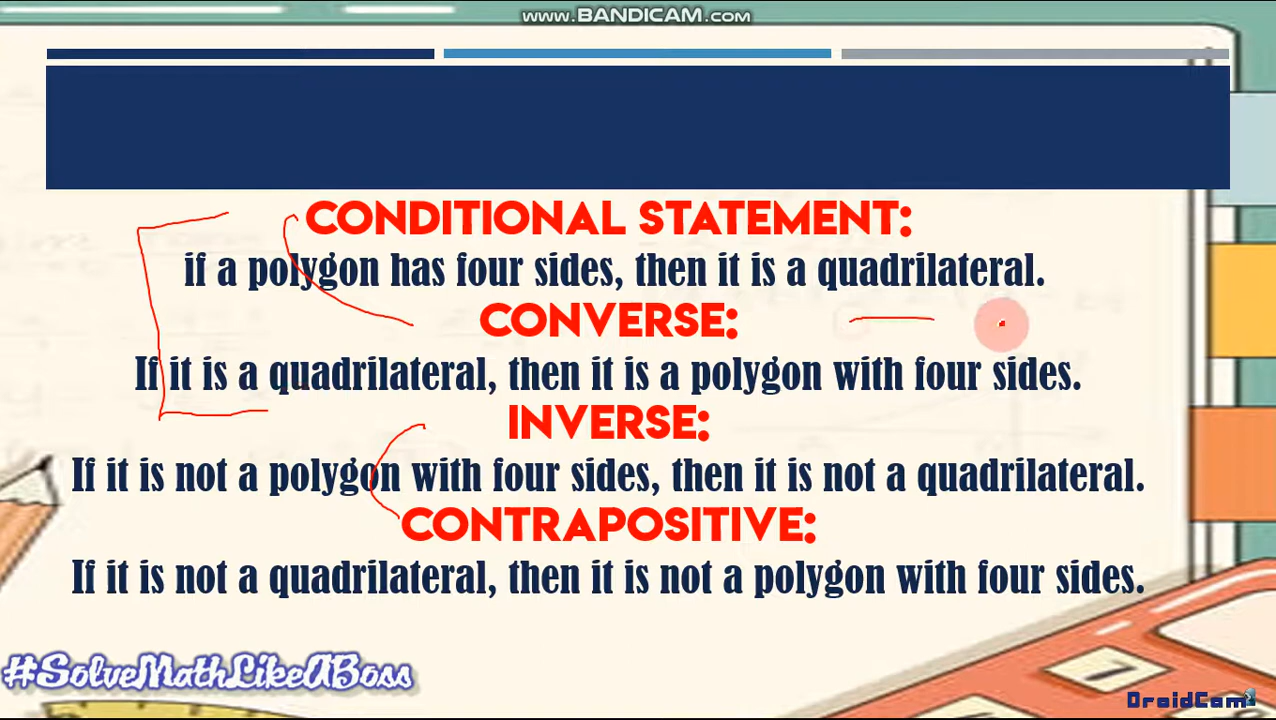 www.BANDICAM.com
CONDITIONAL STATEMENT:
if a polygon has four sides, then it is a quadrilateral.
CONVERSE:
If it is a quadrilateral, then it is a polygon with four sides.
INVERSE:
If it is not a polygon with four sides, then it is not a quadrilateral.
CONTRAPOSITIVE:
If it is not a quadrilateral, then it is not a polygon with four sides.
#SolveMathLikeABoss
DroidCam